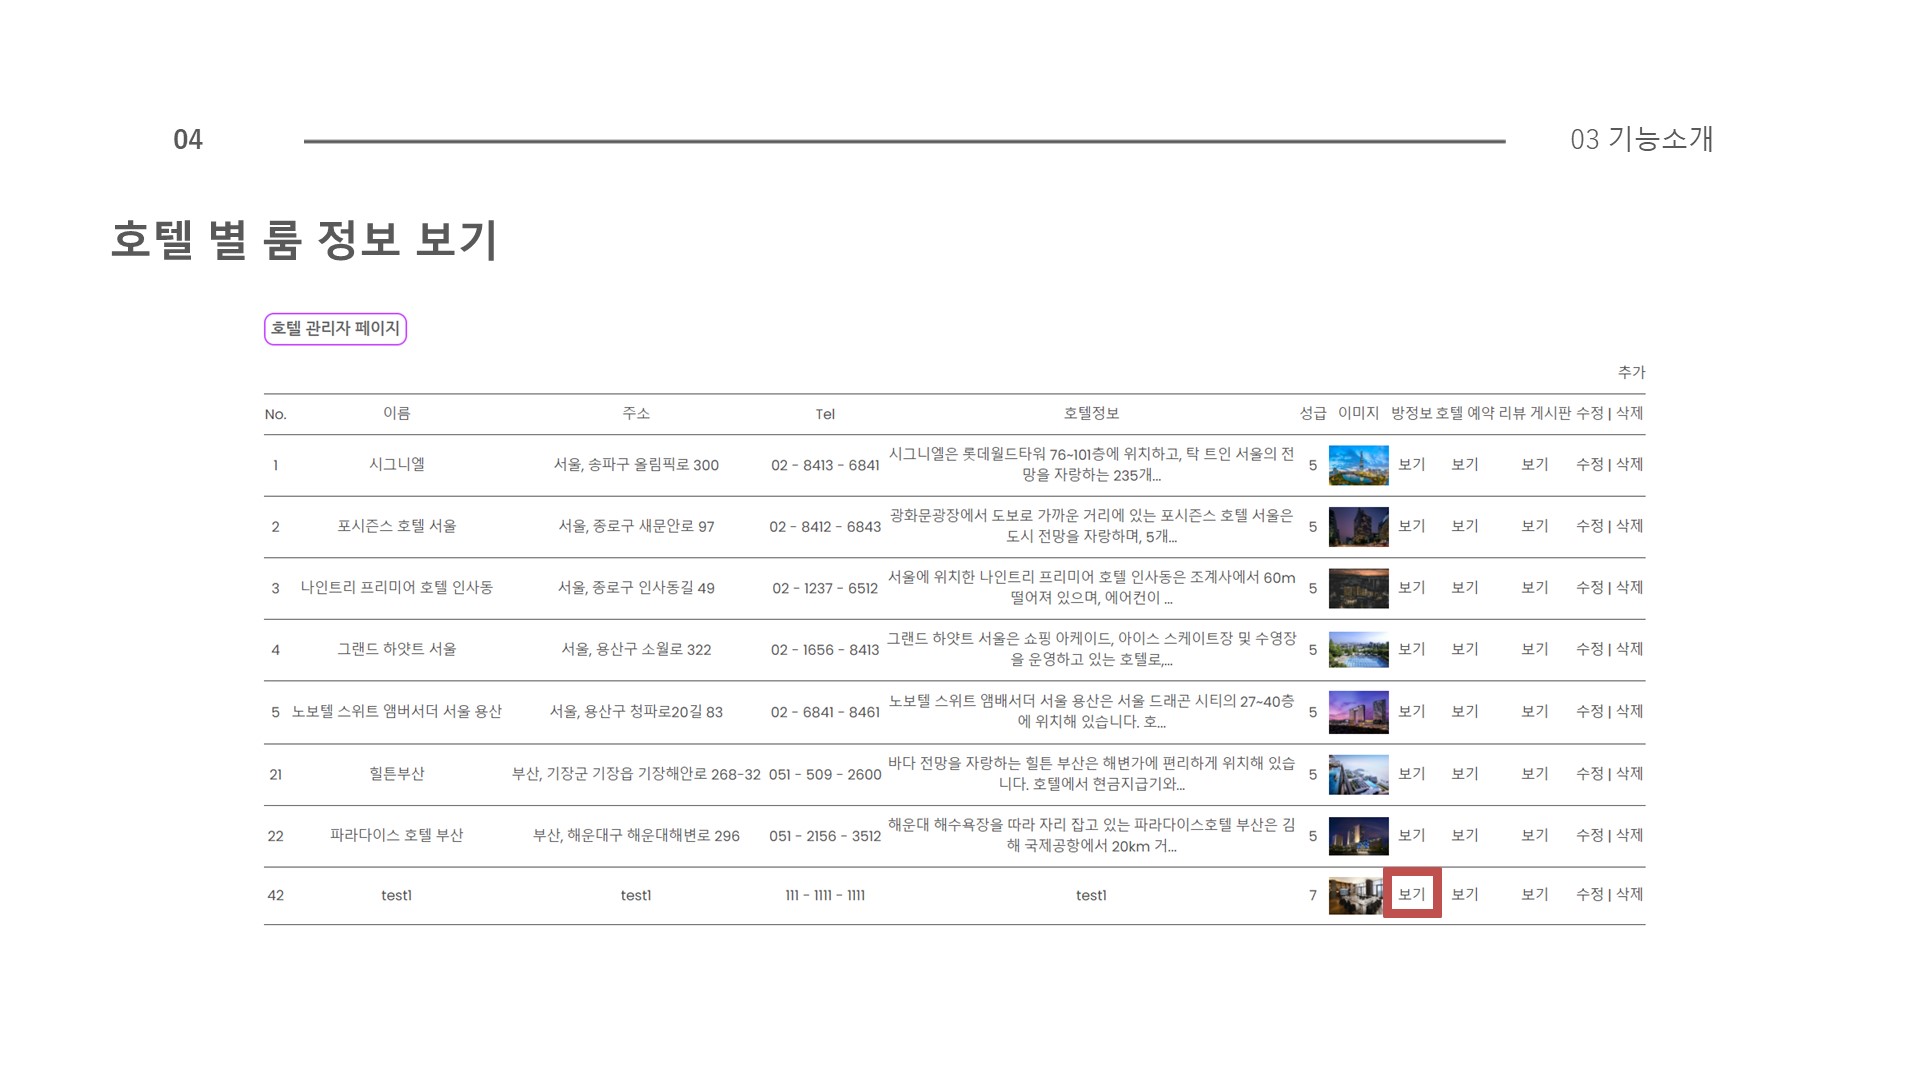 04
03 기능소개
호텔 별 룸 정보 보기
호텔 관리자 페이지
추가
No. 이름 주소 Tel 호텔정보 성급 이미지 방정보 호텔 예약 리뷰 게시판 수정 | 삭제
1 시그니엘 서울, 송파구 올림픽로 300 02 - 8413 - 6841 시그니엘은 롯데월드타워 76~101층에 위치하고, 탁 트인 서울의 전
망을 자랑하는 235개... 5 보기 보기 보기 수정 | 삭제
2 포시즌스 호텔 서울 서울, 종로구 새문안로 97 02 - 8412 - 6843 광화문광장에서 도보로 가까운 거리에 있는 포시즌스 호텔 서울은
도시 전망을 자랑하며, 5개... 5 보기 보기 보기 수정 | 삭제
3 나인트리 프리미어 호텔 인사동 서울, 종로구 인사동길 49 02 - 1237 - 6512 서울에 위치한 나인트리 프리미어 호텔 인사동은 조계사에서 60m
떨어져 있으며, 에어컨이 ... 5 보기 보기 보기 수정 | 삭제
4 그랜드 하얏트 서울 서울, 용산구 소월로 322 02 - 1656 - 8413 그랜드 하얏트 서울은 쇼핑 아케이드, 아이스 스케이트장 및 수영장
을 운영하고 있는 호텔로,... 5 보기 보기 보기 수정 | 삭제
5 노보텔 스위트 앰버서더 서울 용산 서울, 용산구 청파로20길 83 02 - 6841 - 8461 노보텔 스위트 앰배서더 서울 용산은 서울 드래곤 시티의 27~40층
에 위치해 있습니다. 호... 5 보기 보기 보기 수정 | 삭제
21 힐튼부산 부산, 기장군 기장읍 기장해안로 268-32 051 - 509 - 2600 바다 전망을 자랑하는 힐튼 부산은 해변가에 편리하게 위치해 있습
니다. 호텔에서 현금지급기와... 5 보기 보기 보기 수정 | 삭제
22 파라다이스 호텔 부산 부산, 해운대구 해운대해변로 296 051 - 2156 - 3512 해운대 해수욕장을 따라 자리 잡고 있는 파라다이스호텔 부산은 김
해 국제공항에서 20km 거... 5 보기 보기 보기 수정 | 삭제
42 test1 test1 111 - 1111 - 1111 test1 7 보기 보기 보기 수정 | 삭제